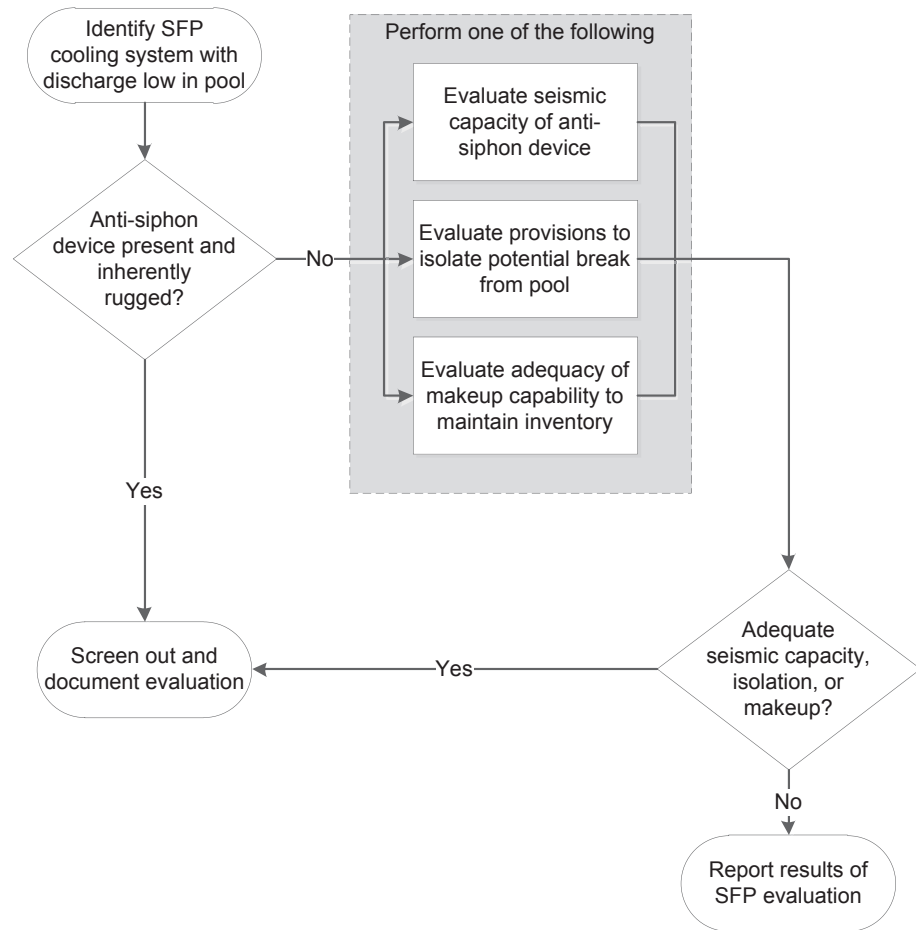 Identify SFP
cooling system with
discharge low in pool
Perform one of the following
Evaluate seismic
capacity of anti-
siphon device
Anti-siphon
device present and
inherently
rugged?
No
Evaluate provisions to
isolate potential break
from pool
Evaluate adequacy of
makeup capability to
maintain inventory
Yes
Screen out and
document evaluation
Yes
Adequate
seismic capacity,
isolation, or
makeup?
No
Report results of
SFP evaluation